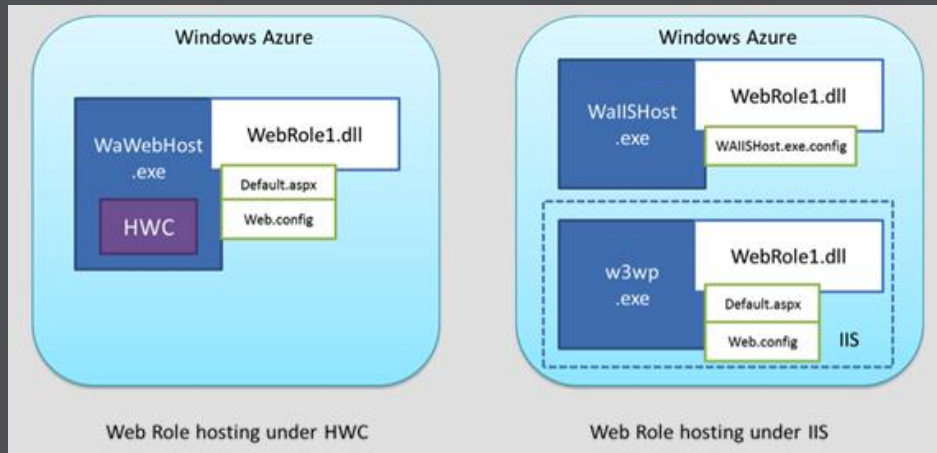 Windows Azure
WaWebHost
.exe
HWC
WebRole1.dll
Default.aspx
Web.config
Web Role hosting under HWC
Windows Azure
WaIISHost
.exe
WebRole1.dll
WAIISHost.exe.config
w3wp
.exe
WebRole1.dll
Default.aspx
Web.config
IIS
Web Role hosting under IIS